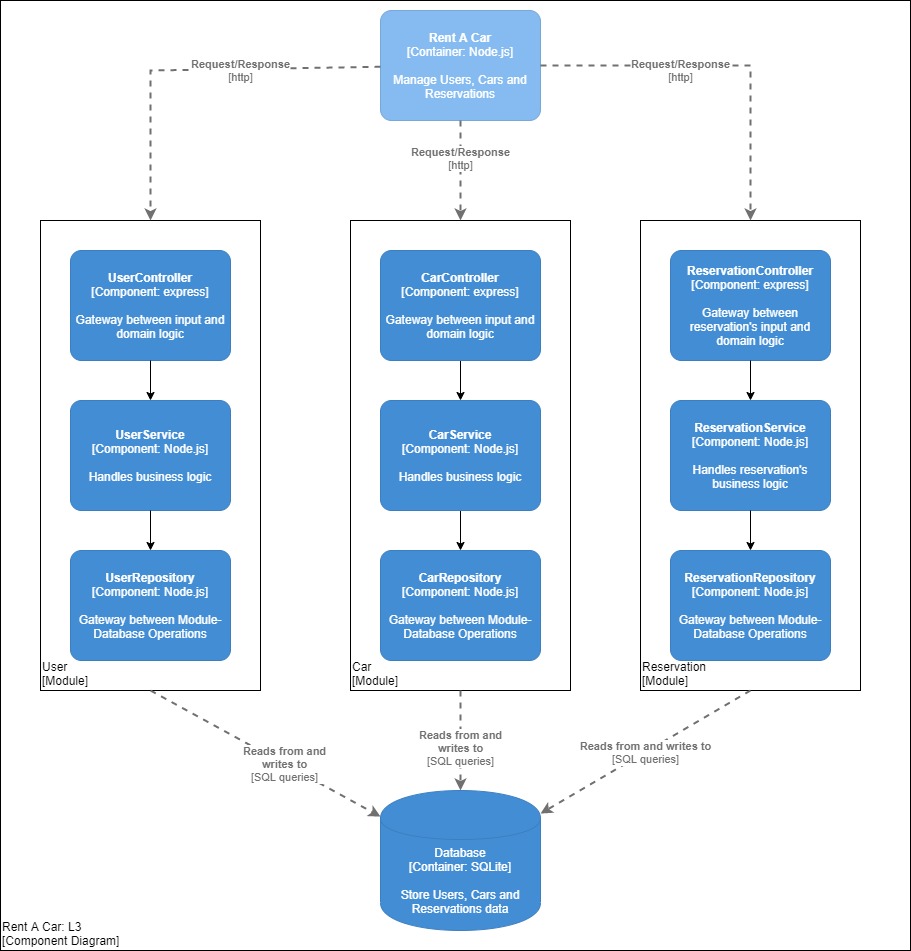 Rent A Car
[Container: Node.js]
Manage Users, Cars and
Reservations
Request/Response
[http]
Request/Response
[http]
Request/Response
[http]
UserController
[Component: express]
Gateway between input and
domain logic
UserService
[Component: Node.js]
Handles business logic
UserRepository
[Component: Node.js]
Gateway between Module-
Database Operations
User
[Module]
CarController
[Component: express]
Gateway between input and
domain logic
CarService
[Component: Node.js]
Handles business logic
CarRepository
[Component: Node.js]
Gateway between Module-
Database Operations
Car
[Module]
ReservationController
[Component: express]
Gateway between
reservation's input and
domain logic
ReservationService
[Component: Node.js]
Handles reservation's
business logic
ReservationRepository
[Component: Node.js]
Gateway between Module-
Database Operations
Reservation
[Module]
Reads from and
writes to
[SQL queries]
Reads from and
writes to
[SQL queries]
Reads from and writes to
[SQL queries]
Database
[Container: SQLite]
Store Users, Cars and
Reservations data
Rent A Car: L3
[Component Diagram]